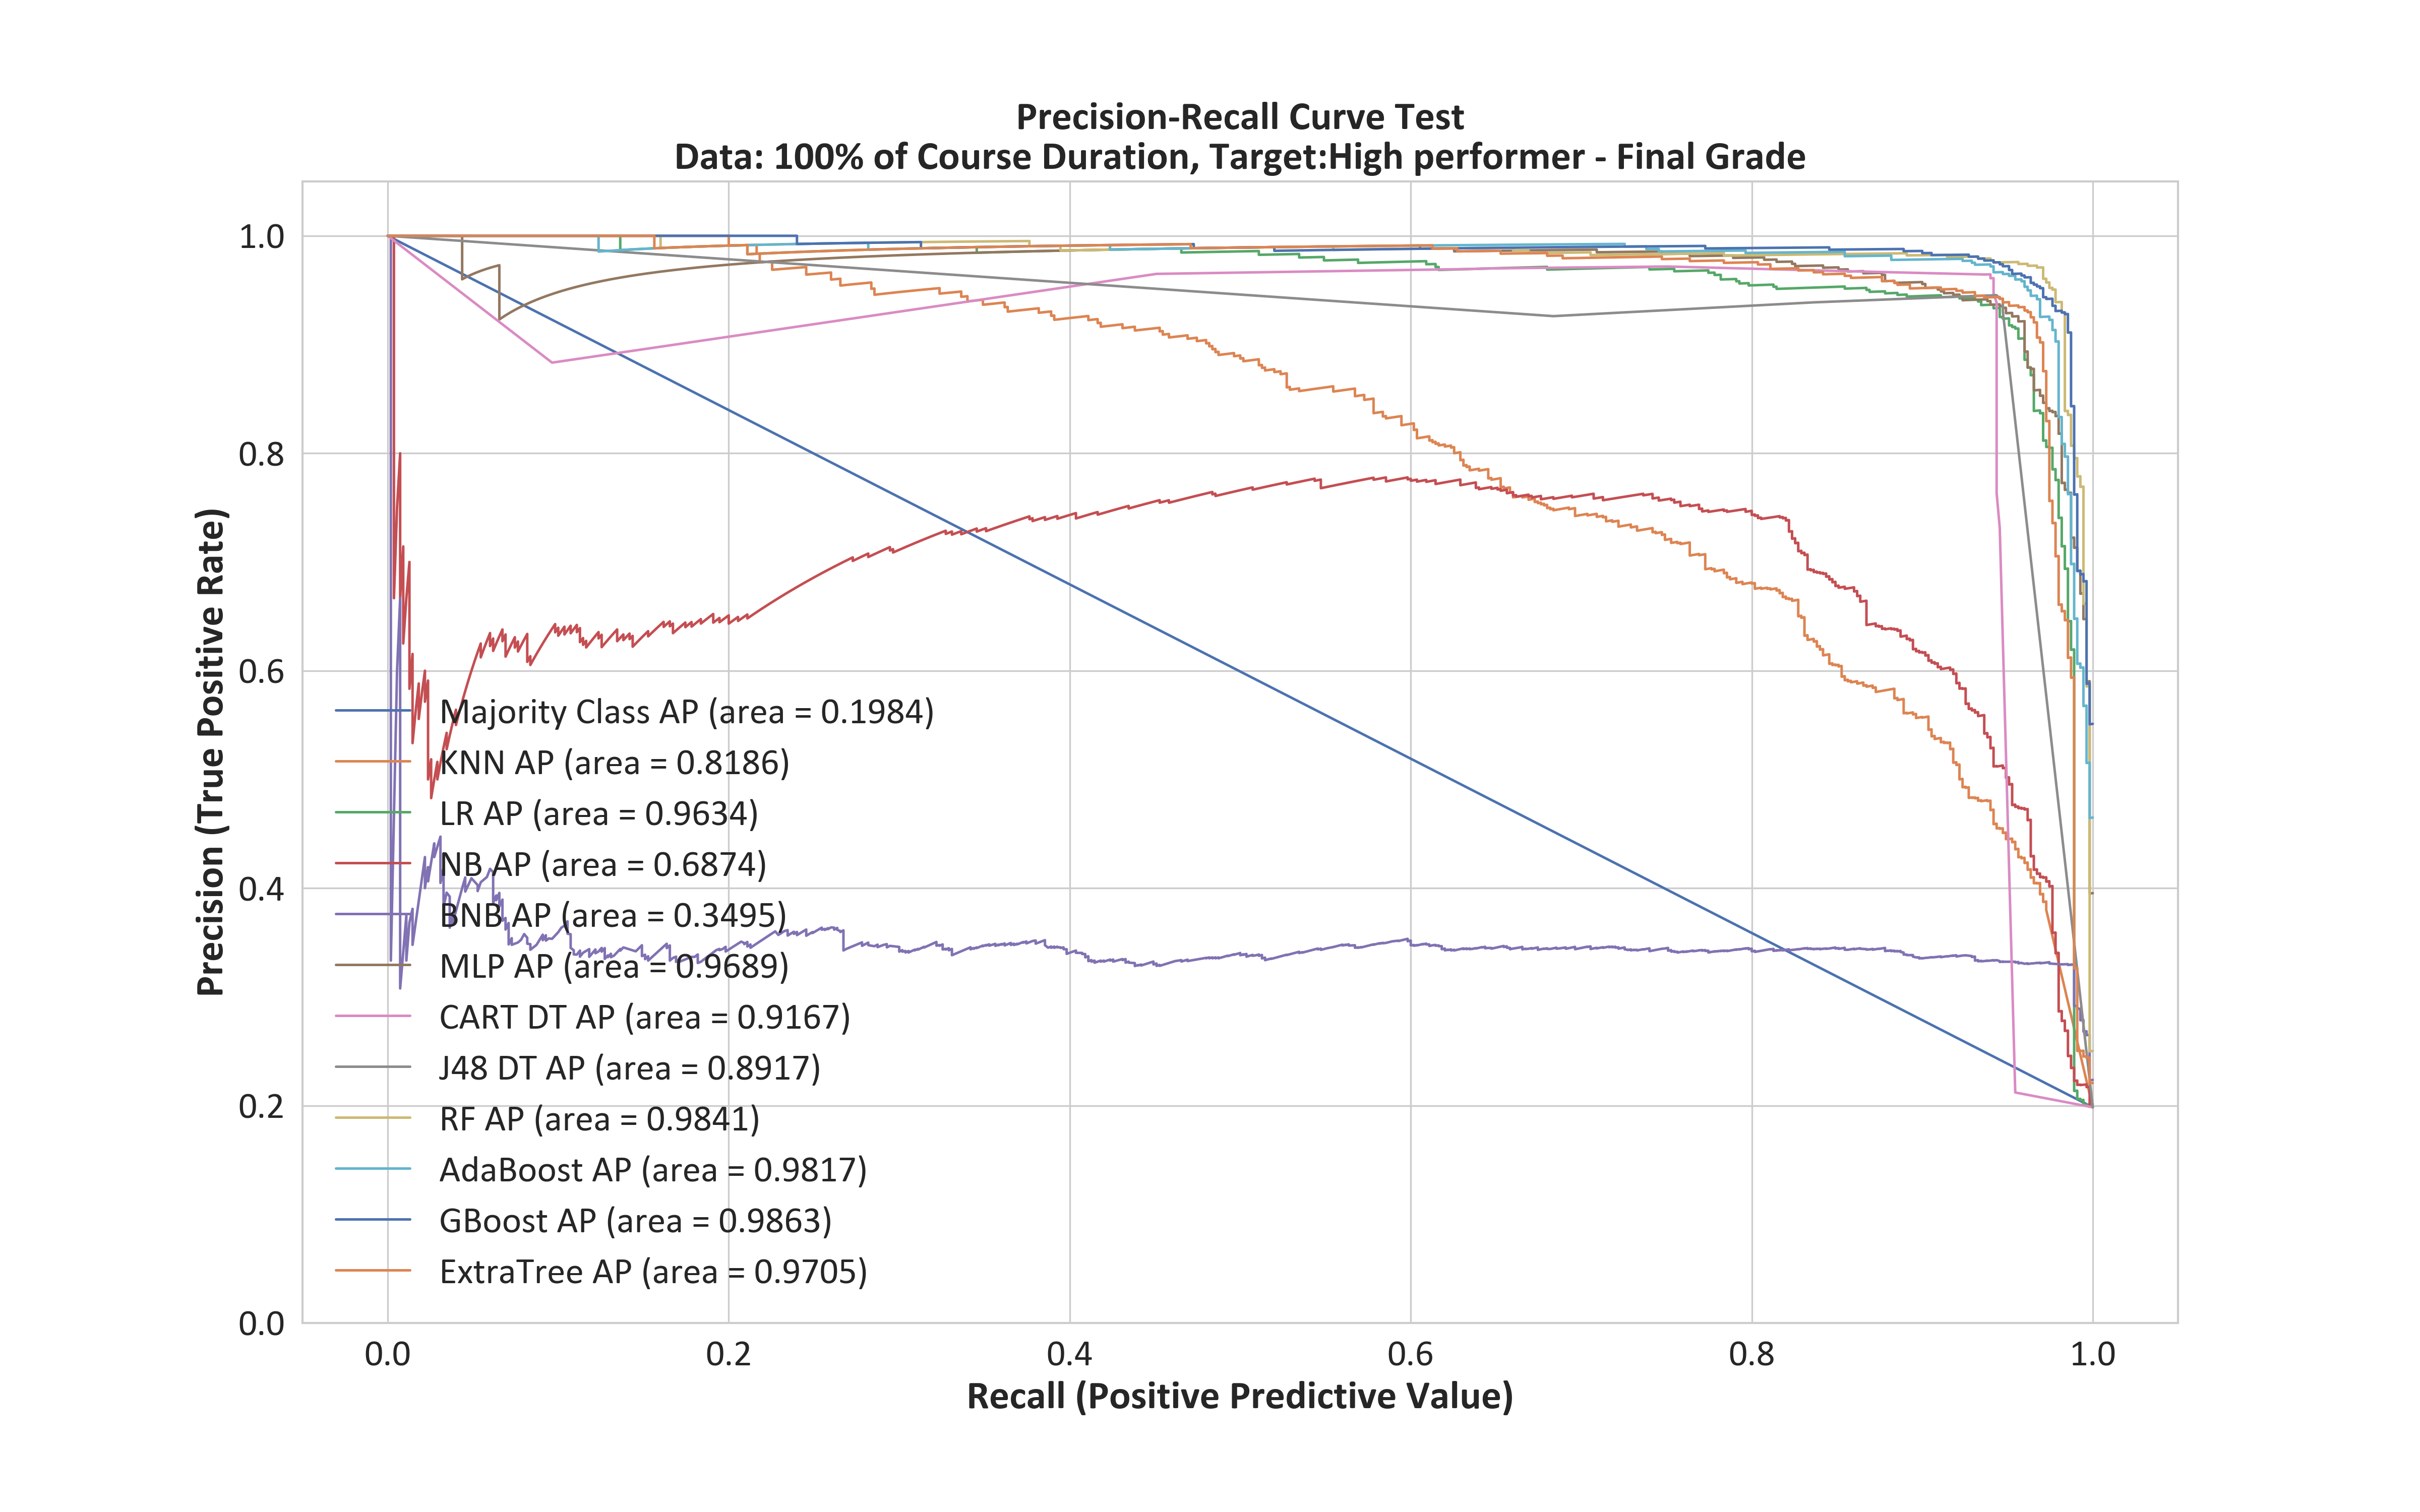 Precision-Recall Curve Test
Data: 100% of Course Duration, Target:High performer - Final Grade
Precision (True Positive Rate)
1.0
0.8
0.6
0.4
0.2
0.0
Majority Class AP (area = 0.1984)
KNN AP (area = 0.8186)
LR AP (area = 0.9634)
NB AP (area = 0.6874)
BNB AP (area = 0.3495)
MLP AP (area = 0.9689)
CART DT AP (area = 0.9167)
J48 DT AP (area = 0.8917)
RF AP (area = 0.9841)
AdaBoost AP (area = 0.9817)
GBoost AP (area = 0.9863)
ExtraTree AP (area = 0.9705)
0.0 0.2 0.4 0.6 0.8 1.0
Recall (Positive Predictive Value)